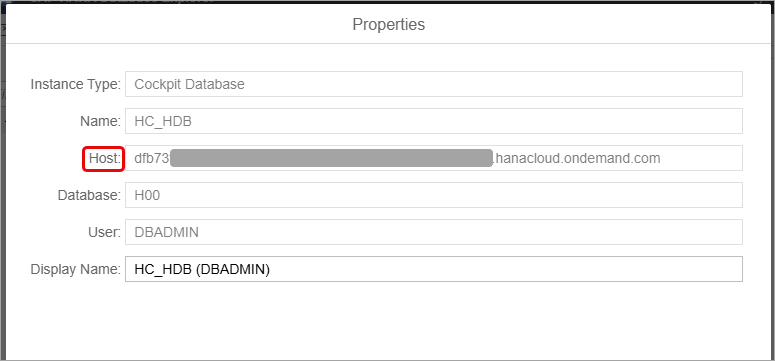 Properties
Instance Type: Cockpit Database
Name: HC_HDB
Host: dfb73 .hanacloud.ondemand.com
Database: H00
User: DBADMIN
Display Name: HC_HDB (DBADMIN)